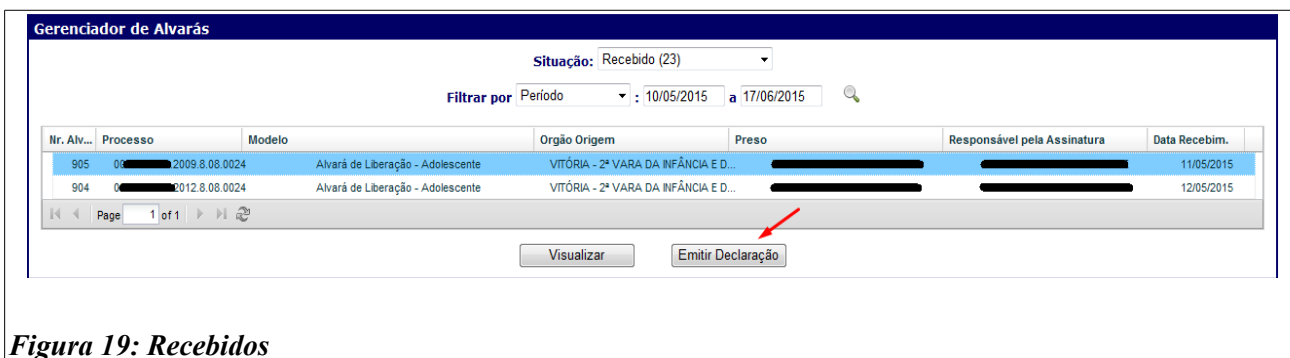 Gerenciador de Alvarás
Situação: Recebido (23)
Filtrar por Período : 10/05/2015 a 17/06/2015
Nr. Alv... Processo Modelo Orgão Origem Preso Responsável pela Assinatura Data Recebim.
905 2009.8.08.0024 Alvará de Liberação - Adolescente VITÓRIA - 2ª VARA DA INFÂNCIA E D... 11/05/2015
904 2012.8.08.0024 Alvará de Liberação - Adolescente VITÓRIA - 2ª VARA DA INFÂNCIA E D... 12/05/2015
Page 1 of 1
Visualizar Emitir Declaração
Figura 19: Recebidos